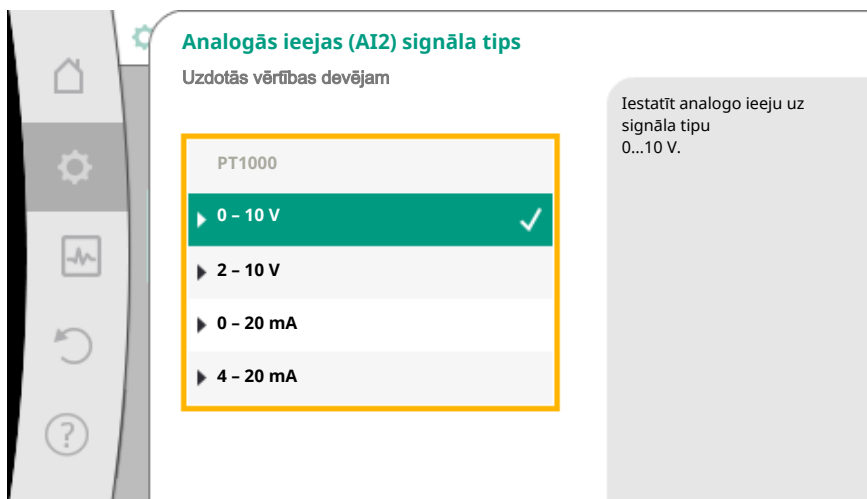 Analogās ieejas (AI2) signāla tips
Uzdotās vērtības devējam
Iestatīt analogo ieeju uz
signāla tipu
0...10 V.
PT1000
0 – 10 V
2 – 10 V
0 – 20 mA
4 – 20 mA
?